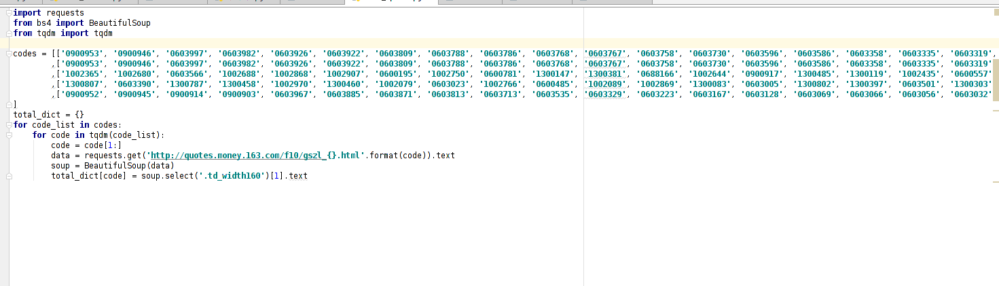 import requests
from bs4 import BeautifulSoup
from tqdm import tqdm
codes = [['0900953', '0900946', '0603997', '0603982', '0603926', '0603922', '0603809', '0603788', '0603786', '0603768', '0603767', '0603758', '0603730', '0603596', '0603586', '0603358', '0603335', '0603319',
,['0900953', '0900946', '0603997', '0603982', '0603926', '0603922', '0603809', '0603788', '0603786', '0603768', '0603767', '0603758', '0603730', '0603596', '0603586', '0603358', '0603335', '0603319'
,['1002365', '1002680', '0603566', '1002688', '1002868', '1002907', '0600195', '1002750', '0600781', '1300147', '1300381', '0688166', '1002644', '0900917', '1300485', '1300119', '1002435', '0600557'
,['1300807', '0603390', '1300787', '1300458', '1002970', '1300460', '1002079', '0603023', '1002766', '0600485', '1002089', '1002869', '1300083', '0603005', '1300802', '1300397', '0603501', '1300303'
,['0900952', '0900945', '0900914', '0900903', '0603967', '0603885', '0603871', '0603813', '0603713', '0603535', '0603329', '0603223', '0603167', '0603128', '0603069', '0603066', '0603056', '0603032'
]
total_dict = {}
for code_list in codes:
for code in tqdm(code_list):
code = code[1:]
data = requests.get('http://quotes.money.163.com/f10/gszl_{}.html'.format(code)).text
soup = BeautifulSoup(data)
total_dict[code] = soup.select('.td_width160')[1].text